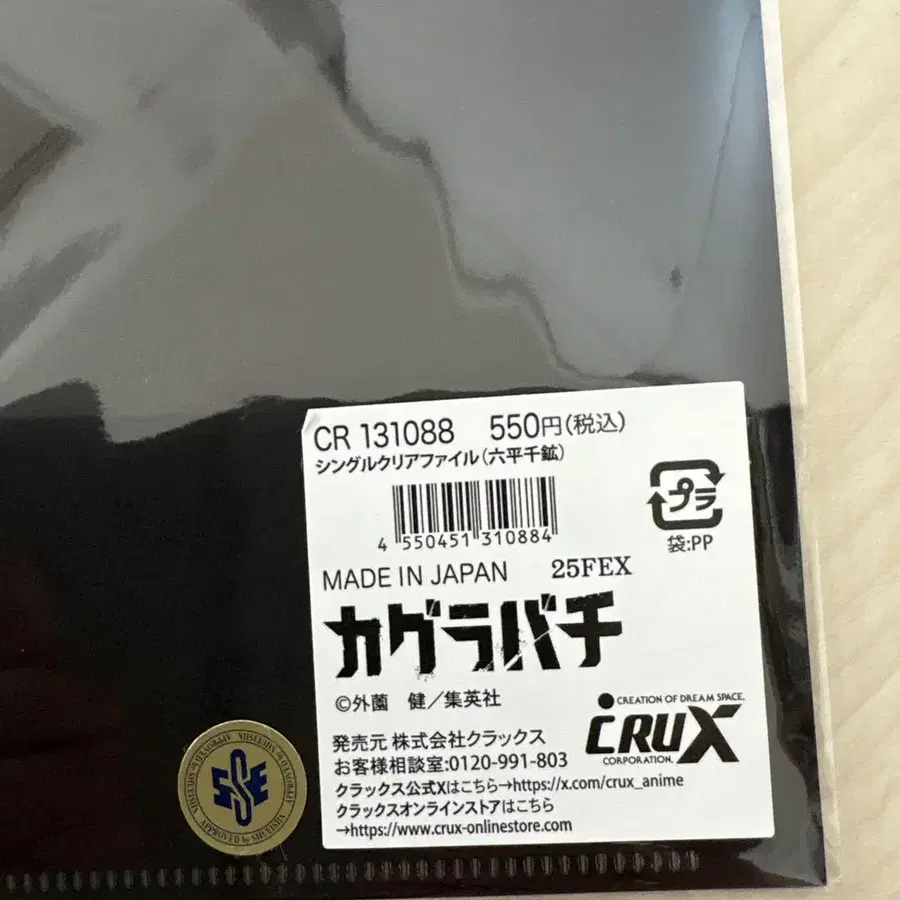 CR 131088 550円(税込)
シングルクリアファイル(六平千鉱)
4 550451 310884
プラ
袋:PP
MADE IN JAPAN 25FEX
カグラバチ
©外薗 健/集英社
CREATION OF DREAM SPACE.
CRUX
CORPORATION.
発売元 株式会社クラックス
お客様相談室:0120-991-803
クラックス公式Xはこちら→https://x.com/crux_anime
クラックスオンラインストアはこちら
→https://www.crux-onlinestore.com
APPROVED by SHUEISHA